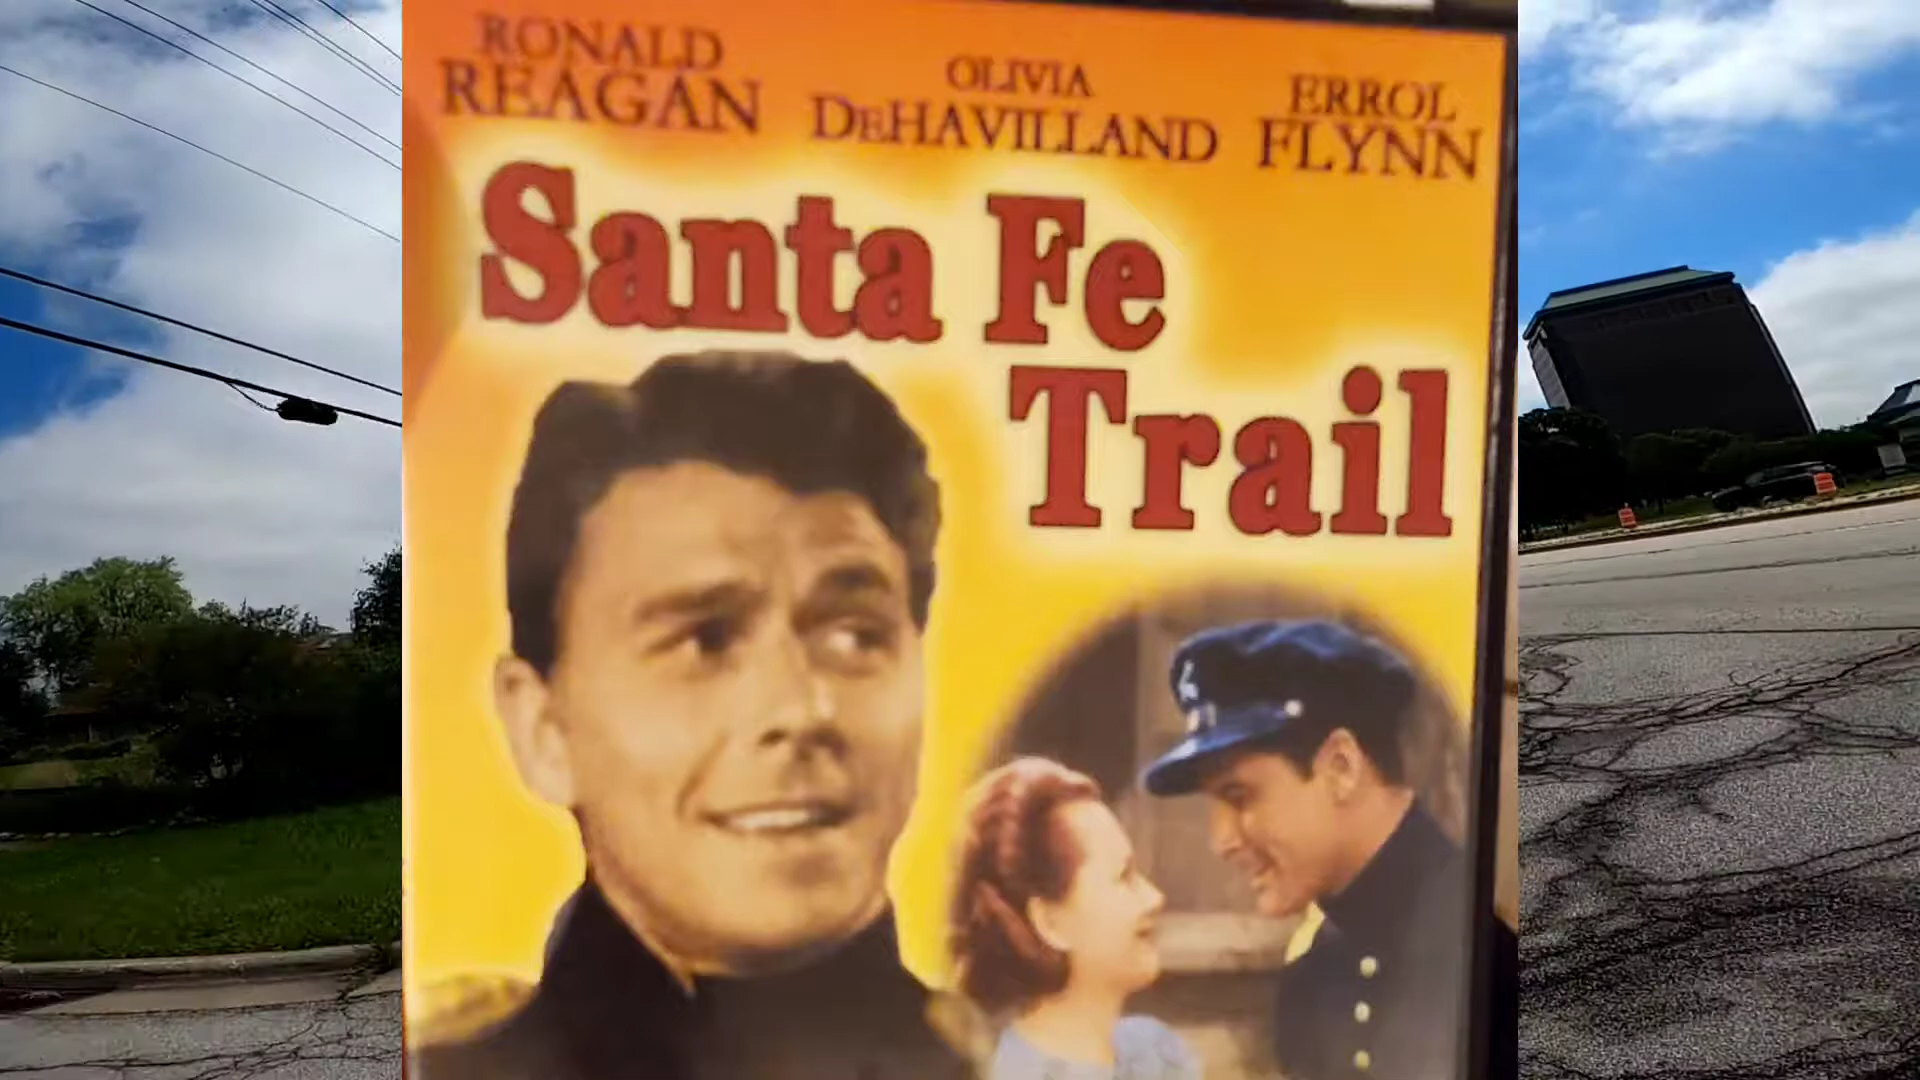 RONALD
REAGAN
OLIVIA
DEHAVILLAND
ERROL
FLYNN
Santa Fe
Trail